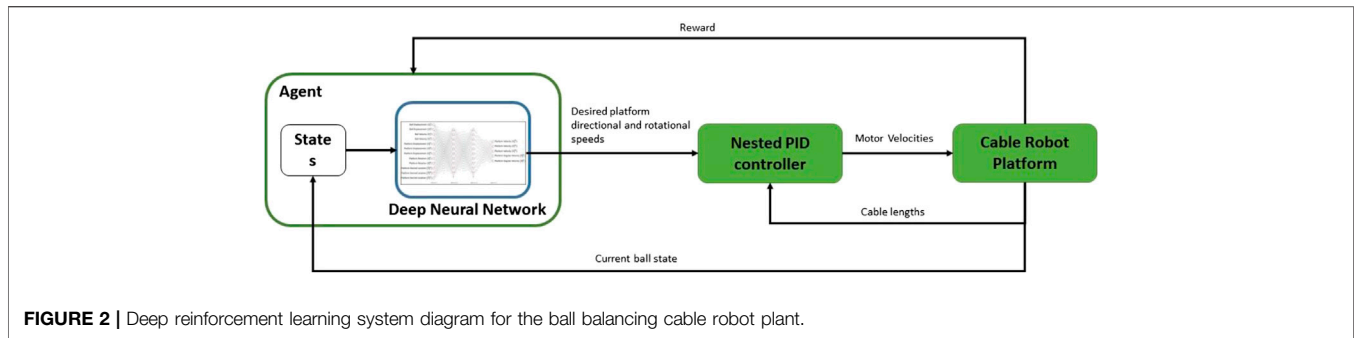 Reward
Agent
State
s
Deep Neural Network
Desired platform
directional and rotational
speeds
Nested PID
controller
Motor Velocities
Cable Robot
Platform
Cable lengths
Current ball state
FIGURE 2 | Deep reinforcement learning system diagram for the ball balancing cable robot plant.